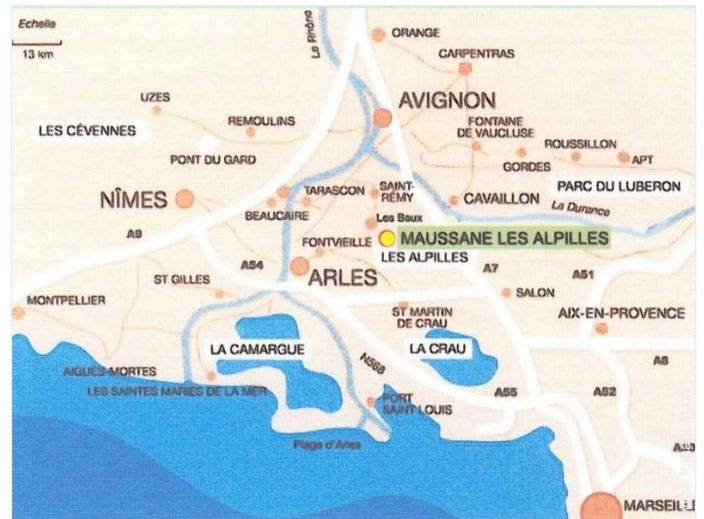 Echelle
13 km
Le Rhône
ORANGE
CARPENTRAS
UZES
AVIGNON
REMOULINS
LES CÉVENNES
FONTAINE
DE VAUCLUSE
ROUSSILLON
APT
PONT DU GARD
GORDES
NÎMES
TARASCON
SAINT-
RÉMY
CAVAILLON
PARC DU LUBERON
BEAUCAIRE
La Durance
Les Baux
A9
FONTVIEILLE
MAUSSANE LES ALPILLES
LES ALPILLES
A54
ARLES
A7
A51
ST GILLES
SALON
MONTPELLIER
ST MARTIN
DE CRAU
AIX-EN-PROVENCE
LA CAMARGUE
LA CRAU
N568
A8
AIGUES-MORTES
LES SAINTES MARIES DE LA MER
A55
A52
PORT
SAINT LOUIS
Plage d'Arles
MARSEILL